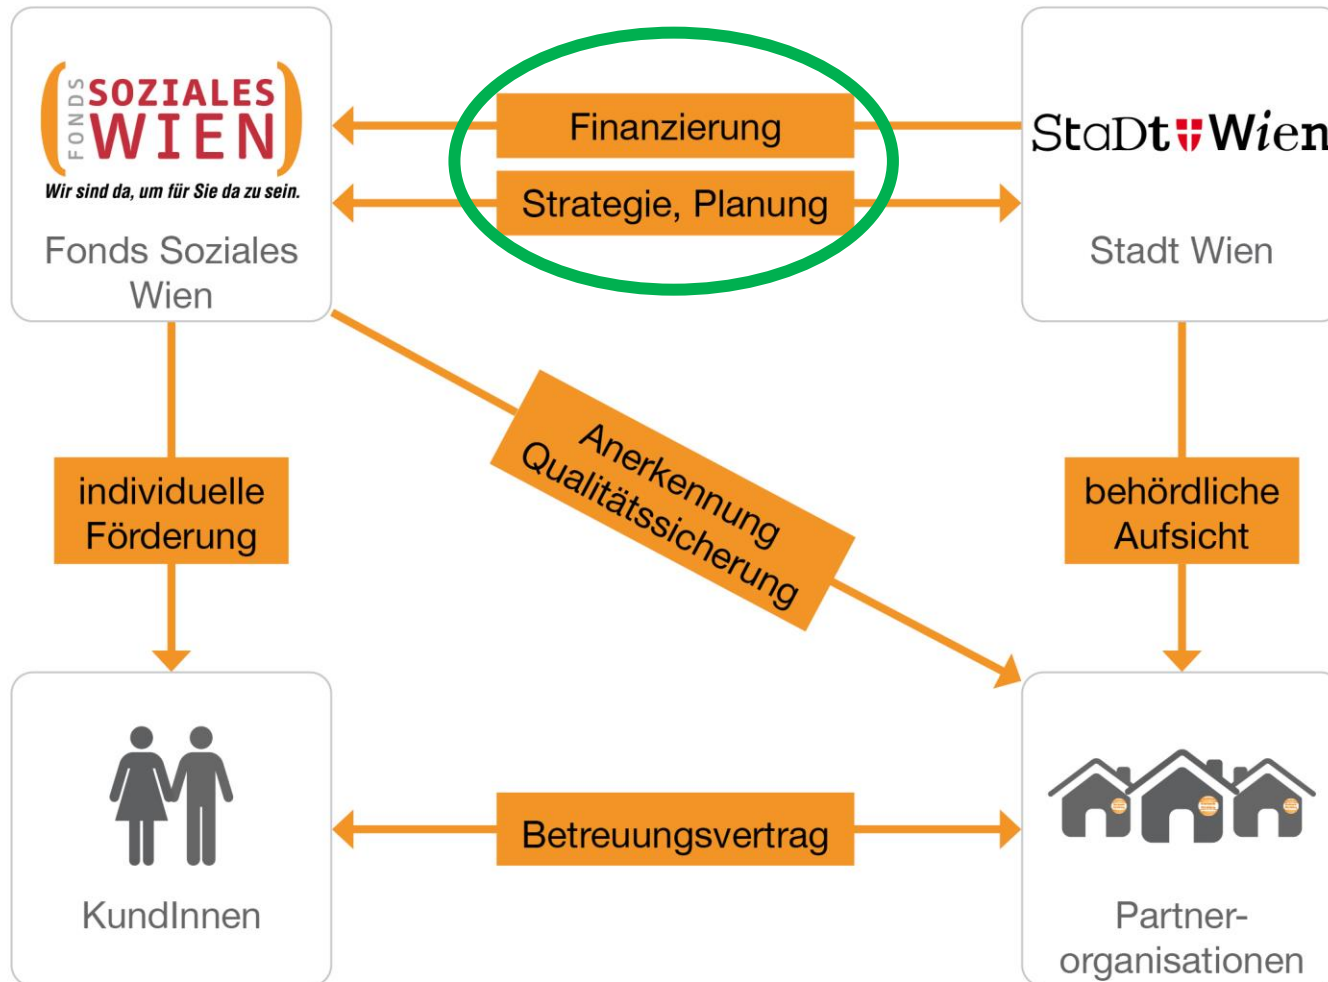 FONDS
SOZIALES
WIEN
Wir sind da, um für Sie da zu sein.
Fonds Soziales
Wien
Finanzierung
Strategie, Planung
StaDt Wien
Stadt Wien
individuelle
Förderung
Anerkennung
Qualitätssicherung
behördliche
Aufsicht
KundInnen
Betreuungsvertrag
Partner-
organisationen